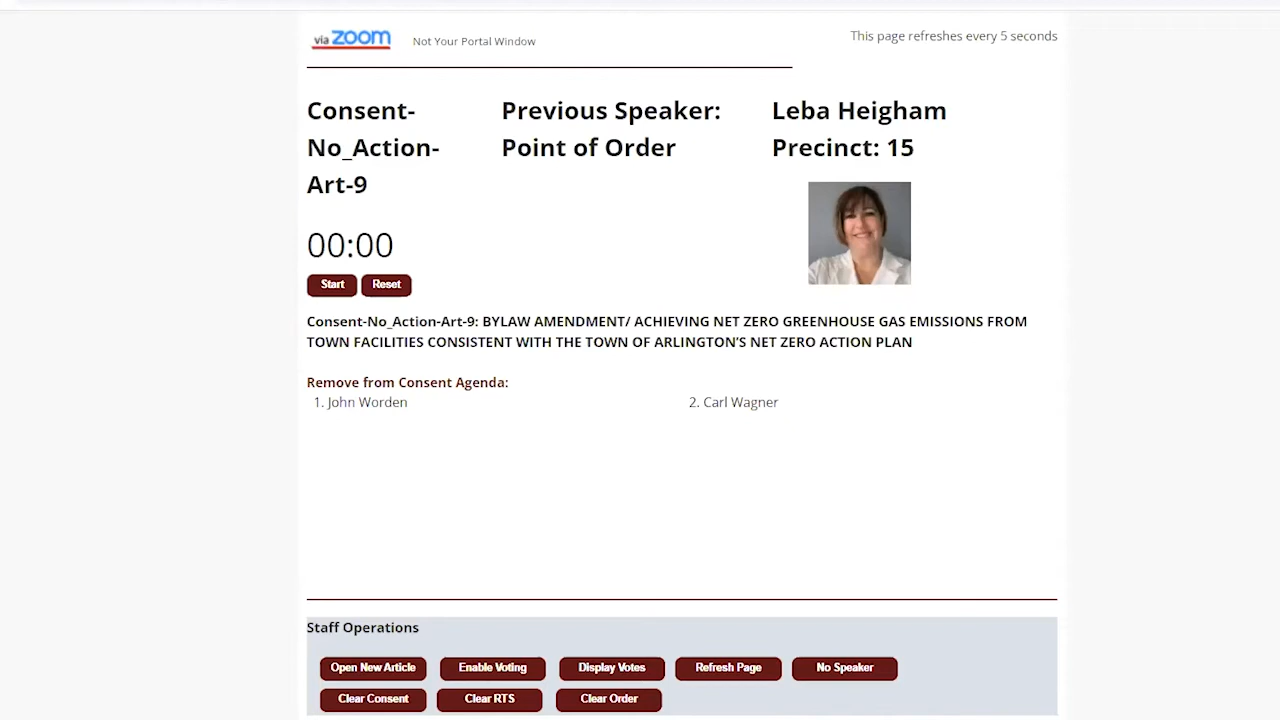 via zoom
Not Your Portal Window
This page refreshes every 5 seconds
Consent-
No_Action-
Art-9
Previous Speaker:
Point of Order
Leba Heigham
Precinct: 15
00:00
Start Reset
Consent-No_Action-Art-9: BYLAW AMENDMENT/ ACHIEVING NET ZERO GREENHOUSE GAS EMISSIONS FROM
TOWN FACILITIES CONSISTENT WITH THE TOWN OF ARLINGTON'S NET ZERO ACTION PLAN
Remove from Consent Agenda:
1. John Worden 2. Carl Wagner
Staff Operations
Open New Article Enable Voting Display Votes Refresh Page No Speaker
Clear Consent Clear RTS Clear Order